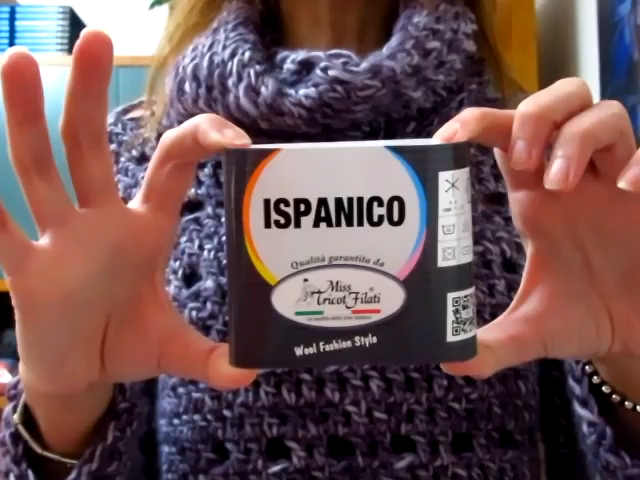 ISPANICO
Qualità garantita da
Miss
Tricot Filati®
Wool Fashion Style